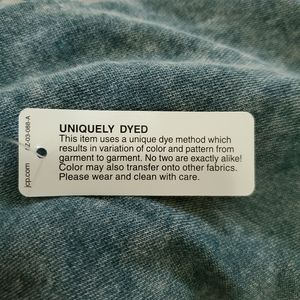 UNIQUELY DYED
This item uses a unique dye method which
results in variation of color and pattern from
garment to garment. No two are exactly alike!
Color may also transfer onto other fabrics.
Please wear and clean with care.
jcp.com